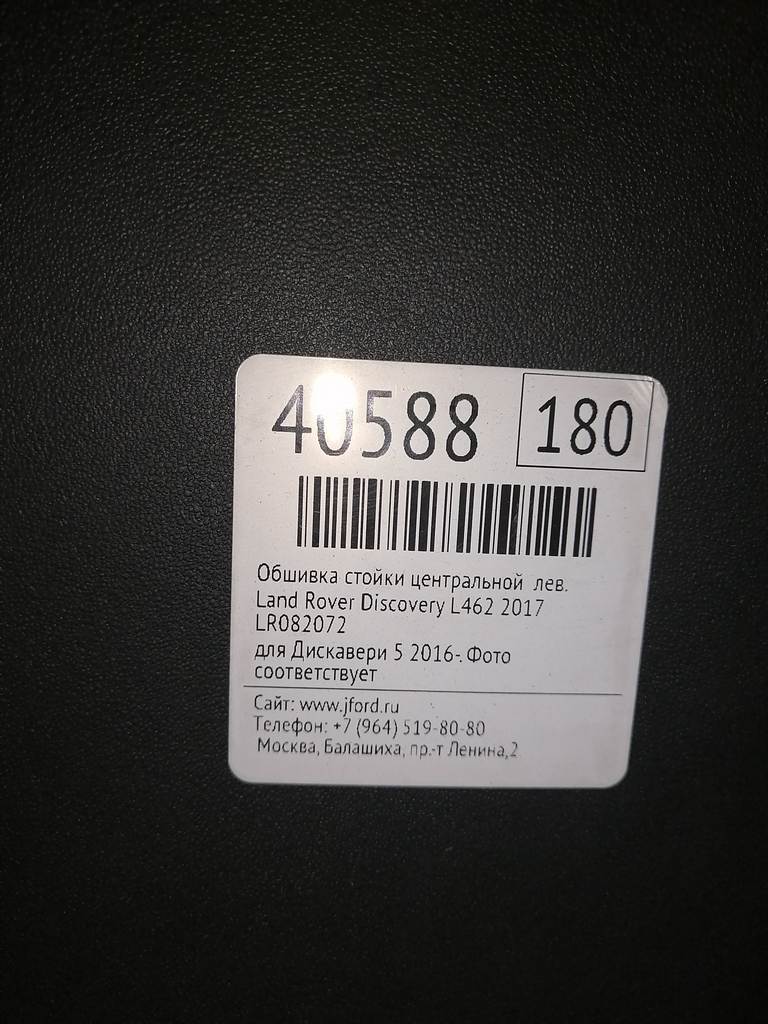 40588 180
Обшивка стойки центральной лев.
Land Rover Discovery L462 2017
LR082072
для Дискавери 5 2016-. Фото
соответствует
Сайт: www.jford.ru
Телефон: +7 (964) 519-80-80
Москва, Балашиха, пр.-т Ленина,2